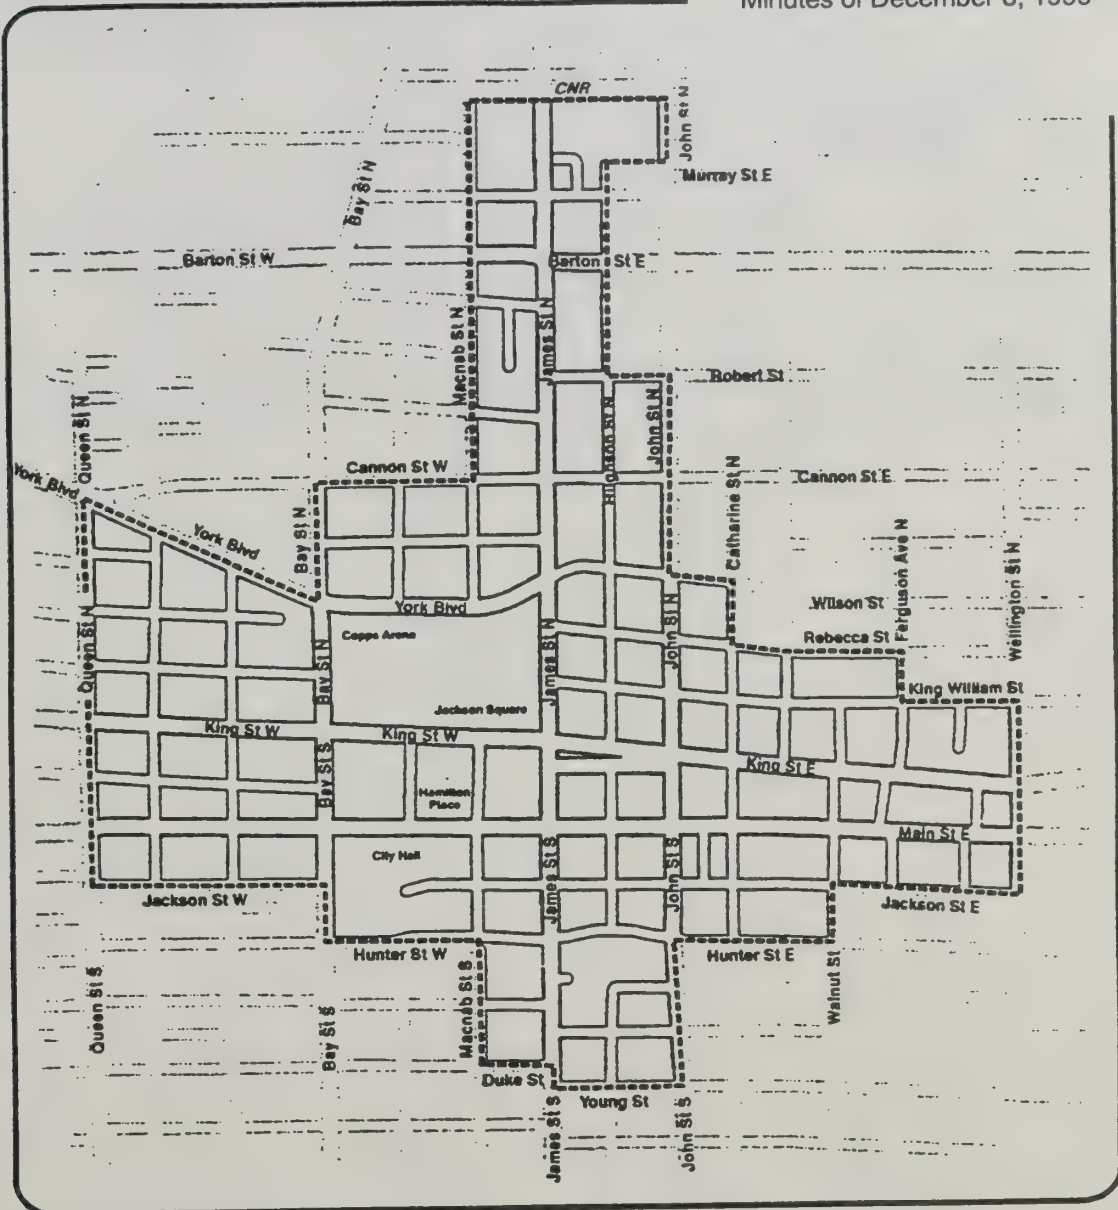 Minutes of December
CNR
John St N
Murray St E
Bay St N
Barton St W
Barton St E
Macnab St N
James St N
Robert St
Queen St N
Hughson St N
John St N
York Blvd
Cannon St W
Cannon St E
Catharine St N
York Blvd
Bay St N
Ferguson Ave N
Wellington St N
York Blvd
Wilson St
Copps Arena
Rebecca St
Queen St N
Bay St N
James St N
John St N
King William St
Jackson Square
King St W
King St W
King St E
Bay St S
Hamilton
Place
Main St E
City Hall
James St S
John St S
Jackson St W
Jackson St E
Hunter St W
Hunter St E
Walnut St
Queen St S
Bay St S
Macnab St S
Duke St
Young St
James St S
John St S